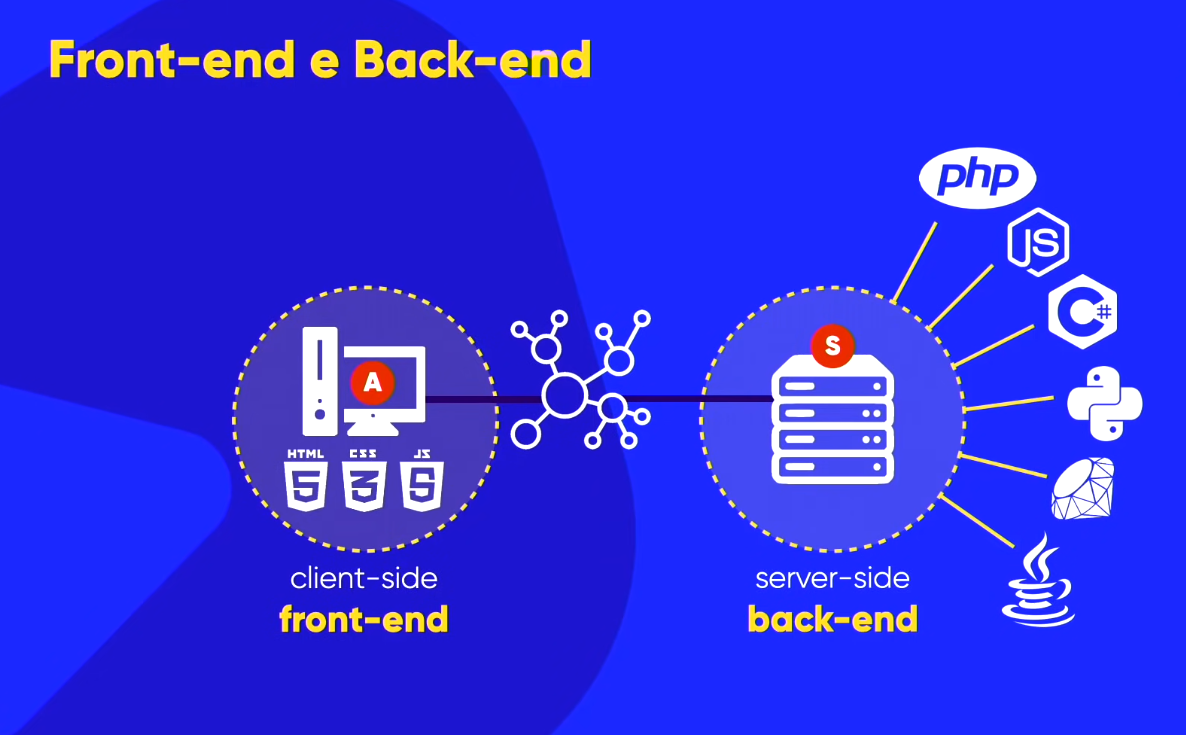 Front-end e Back-end
php
JS
C#
A
S
HTML CSS JS
5 3 S
client-side
front-end
server-side
back-end